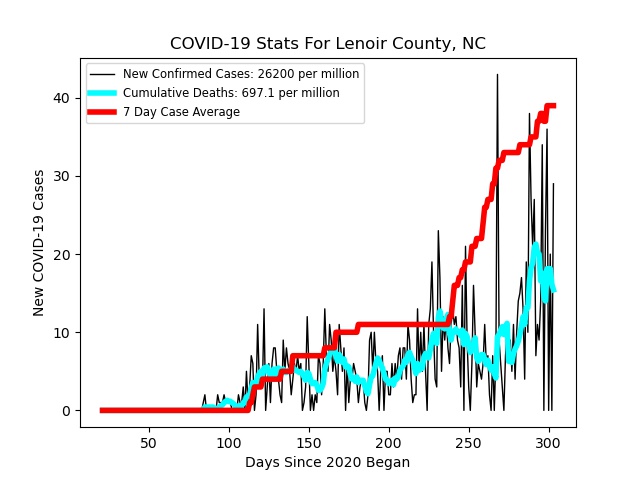 COVID-19 Stats For Lenoir County, NC
New Confirmed Cases: 26200 per million
Cumulative Deaths: 697.1 per million
7 Day Case Average
40
30
20
10
0
New COVID-19 Cases
50 100 150 200 250 300
Days Since 2020 Began